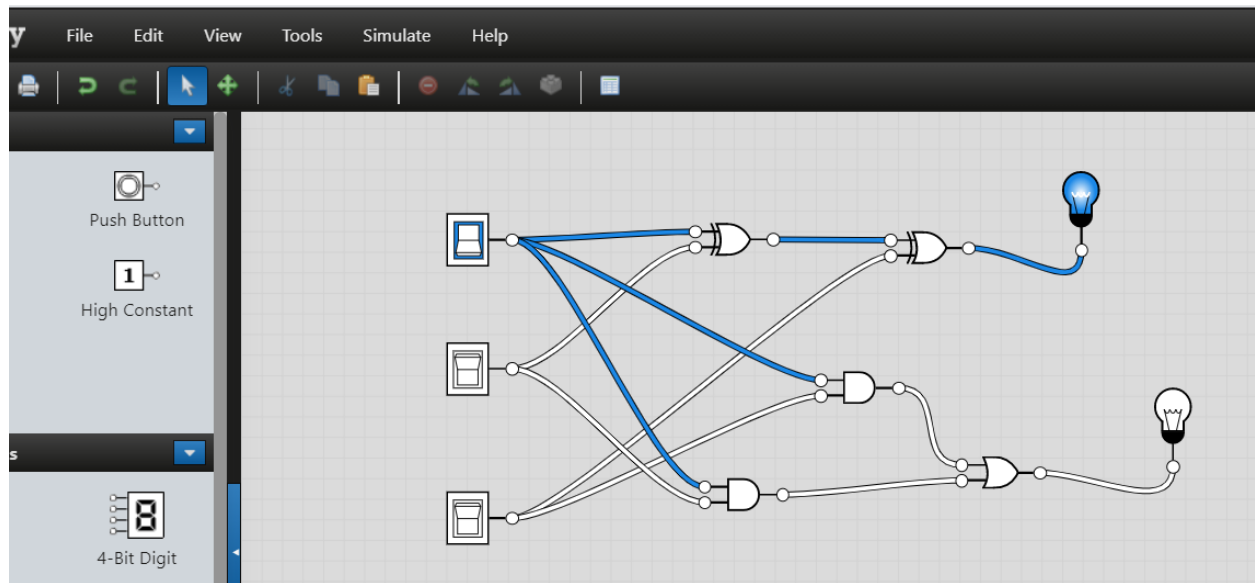 y File Edit View Tools Simulate Help
Push Button
1
High Constant
s
8
4-Bit Digit